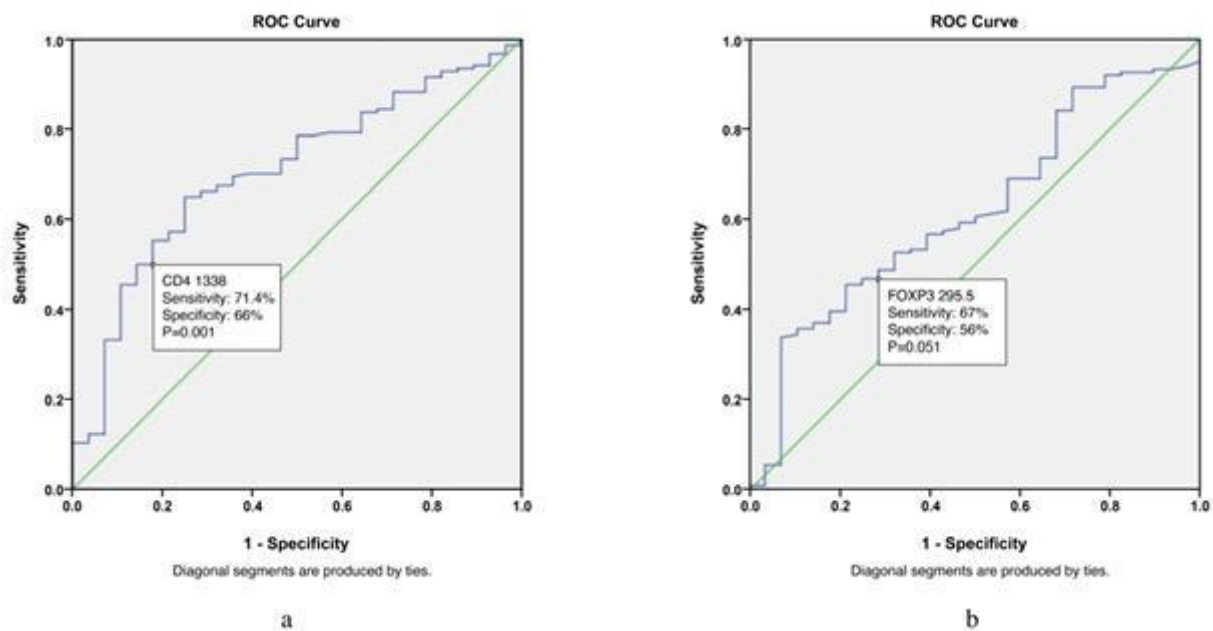 ROC Curve
1.0
0.8
0.6
0.4
0.2
0.0
Sensitivity
CD4 1338
Sensitivity: 71.4%
Specificity: 66%
P=0.001
0.0 0.2 0.4 0.6 0.8 1.0
1 - Specificity
Diagonal segments are produced by ties.
a
ROC Curve
1.0
0.8
0.6
0.4
0.2
0.0
Sensitivity
FOXP3 295.5
Sensitivity: 67%
Specificity: 56%
P=0.051
0.0 0.2 0.4 0.6 0.8 1.0
1 - Specificity
Diagonal segments are produced by ties.
b